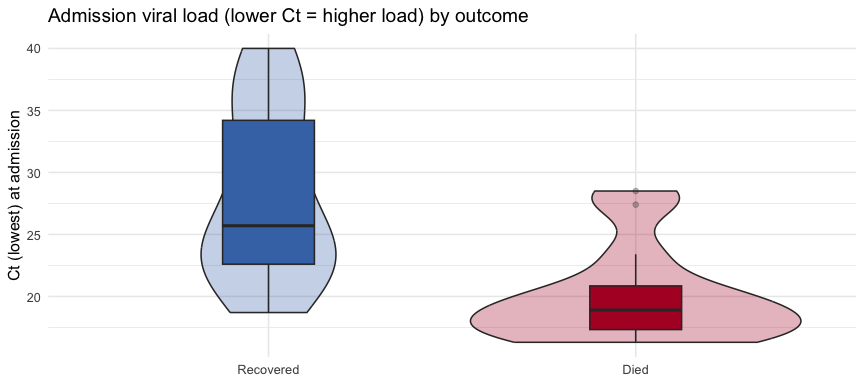 Admission viral load (lower Ct = higher load) by outcome
Ct (lowest) at admission
40
35
30
25
20
Recovered
Died